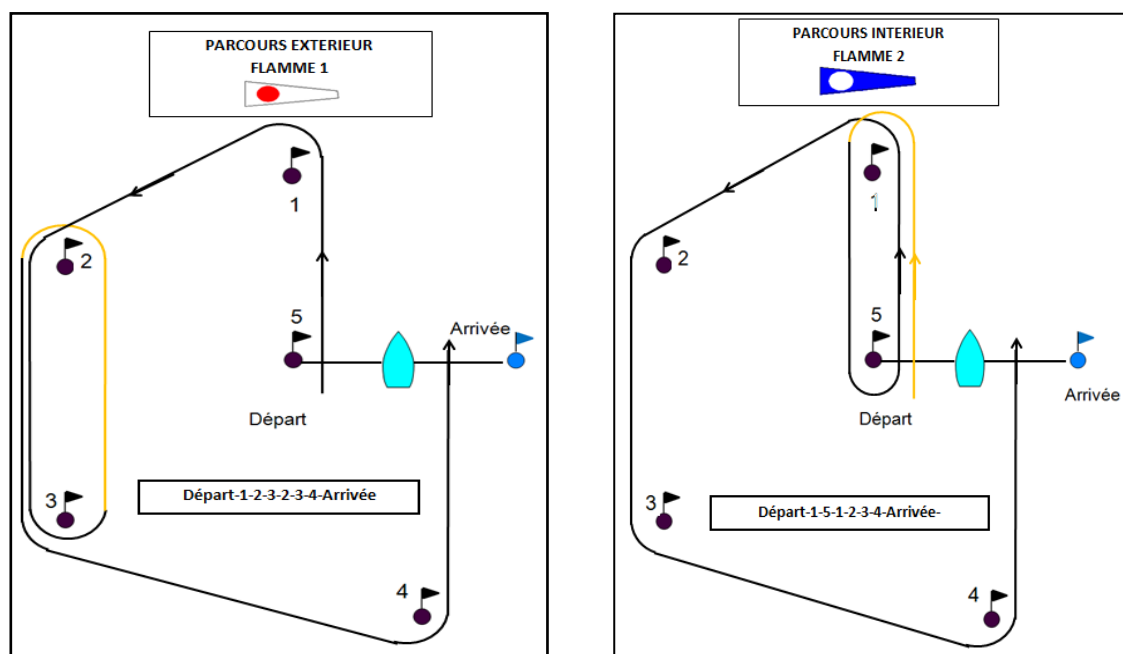 PARCOURS EXTERIEUR
FLAMME 1
1
2
5
Arrivée
Départ
3
Départ-1-2-3-2-3-4-Arrivée
4
PARCOURS INTERIEUR
FLAMME 2
1
2
5
Arrivée
Départ
3
Départ-1-5-1-2-3-4-Arrivée-
4